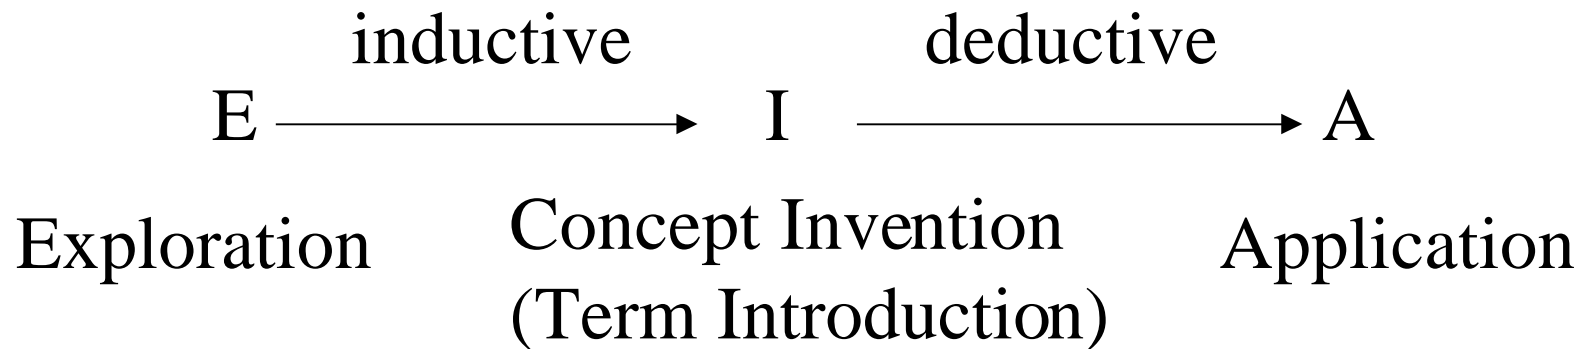 inductive deductive
E I A
Exploration Concept Invention Application
(Term Introduction)